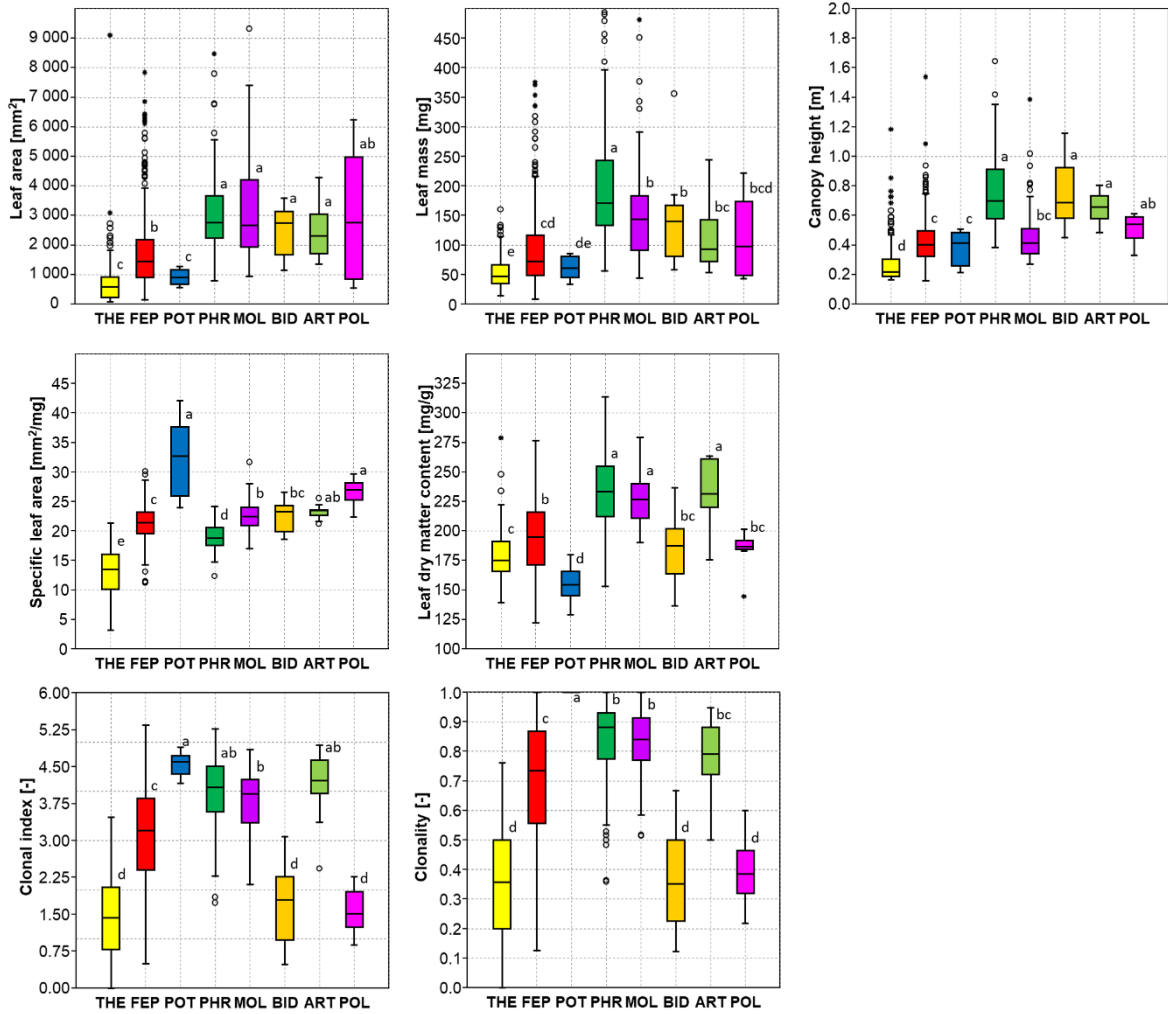 Leaf area [mm²]
9 000
8 000
7 000
6 000
5 000
4 000
3 000
2 000
1 000
0
c
b
c
a
a
a
a
ab
THE FEP POT PHR MOL BID ART POL
Leaf mass [mg]
450
400
350
300
250
200
150
100
50
0
e
cd
de
a
b
b
bc
bcd
THE FEP POT PHR MOL BID ART POL
Canopy height [m]
2.0
1.8
1.6
1.4
1.2
1.0
0.8
0.6
0.4
0.2
0.0
d
c
c
a
bc
a
a
ab
THE FEP POT PHR MOL BID ART POL
Specific leaf area [mm²/mg]
45
40
35
30
25
20
15
10
5
0
e
c
a
d
b
bc
ab
a
THE FEP POT PHR MOL BID ART POL
Leaf dry matter content [mg/g]
325
300
275
250
225
200
175
150
125
100
c
b
d
a
a
bc
a
bc
THE FEP POT PHR MOL BID ART POL
Clonal index [-]
6.00
5.25
4.50
3.75
3.00
2.25
1.50
0.75
0.00
d
c
a
ab
b
d
ab
d
THE FEP POT PHR MOL BID ART POL
Clonality [-]
1.0
0.9
0.8
0.7
0.6
0.5
0.4
0.3
0.2
0.1
0.0
d
c
a
b
b
d
bc
d
THE FEP POT PHR MOL BID ART POL